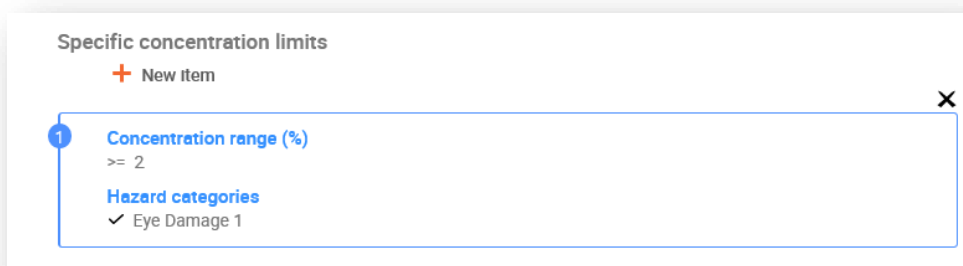 Specific concentration limits
New item
1
Concentration range (%)
>= 2
Hazard categories
Eye Damage 1